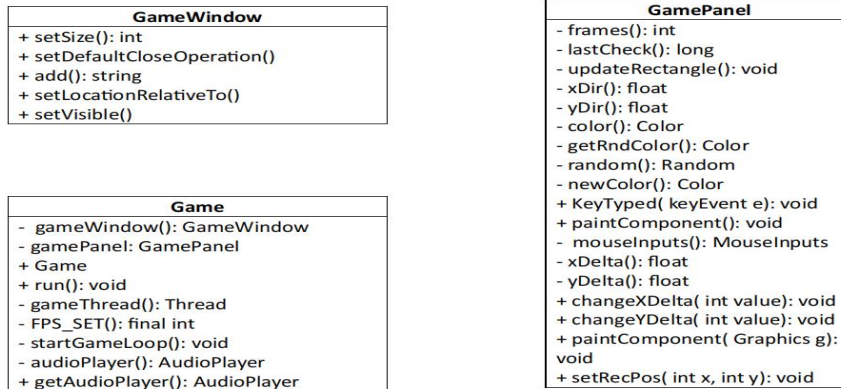 GameWindow
+ setSize(): int
+ setDefaultCloseOperation()
+ add(): string
+ setLocationRelativeTo()
+ setVisible()
Game
- gameWindow(): GameWindow
- gamePanel: GamePanel
+ Game
+ run(): void
- gameThread(): Thread
- FPS_SET(): final int
- startGameLoop(): void
- audioPlayer(): AudioPlayer
+ getAudioPlayer(): AudioPlayer
GamePanel
- frames(): int
- lastCheck(): long
- updateRectangle(): void
- xDir(): float
- yDir(): float
- color(): Color
- getRndColor(): Color
- random(): Random
- newColor(): Color
+ KeyTyped( keyEvent e): void
+ paintComponent(): void
- mouseInputs(): MouseInputs
- xDelta(): float
- yDelta(): float
+ changeXDelta( int value): void
+ changeYDelta( int value): void
+ paintComponent( Graphics g):
void
+ setRecPos( int x, int y): void